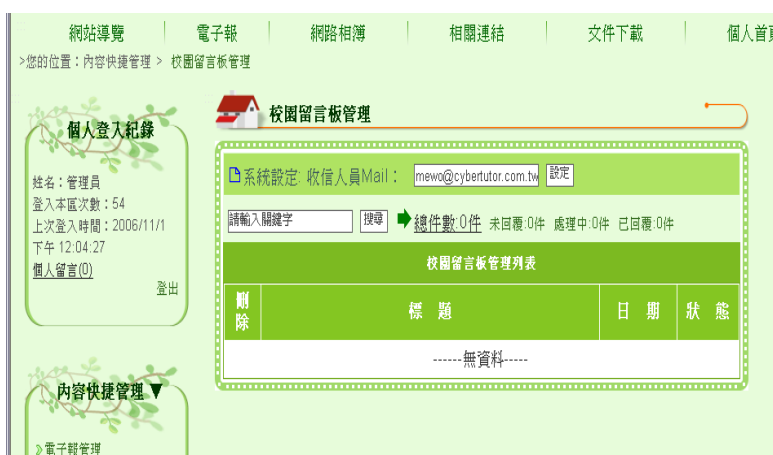 網站導覽 電子報 網路相簿 相關連結 文件下載 個人首頁
>您的位置：內容快捷管理 > 校園留言板管理
個人登入紀錄
姓名：管理員
登入本區次數：54
上次登入時間：2006/11/1
下午 12:04:27
個人留言(0)
登出
內容快捷管理▼
電子報管理
校園留言板管理
系統設定: 收信人員Mail： mewo@cybertutor.com.tw 設定
請輸入關鍵字 搜尋 總件數:0件 未回覆:0件 處理中:0件 已回覆:0件
校園留言板管理列表
刪除 標題 日期 狀態
------無資料-----